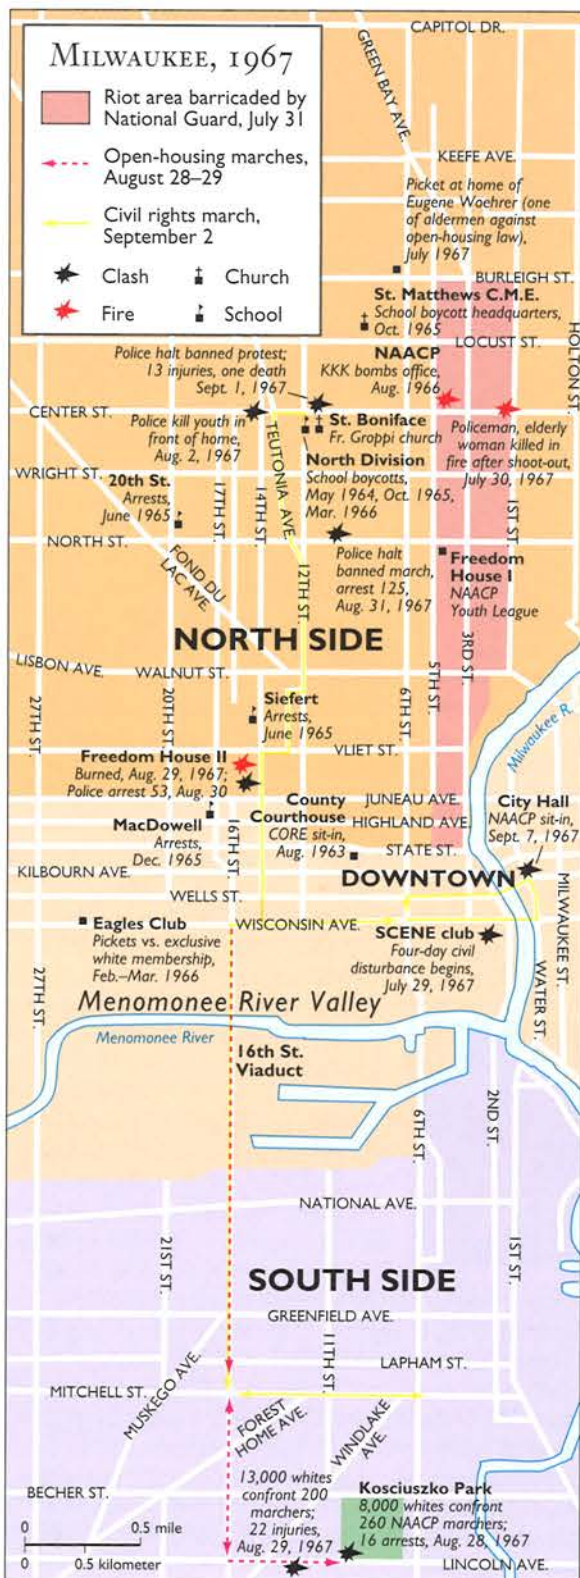 MILWAUKEE, 1967
Riot area barricaded by
National Guard, July 31
Open-housing marches,
August 28–29
Civil rights march,
September 2
Clash
Church
Fire
School
CAPITOL DR.
GREEN BAY AVE.
KEEFE AVE.
Picket at home of
Eugene Woehrer (one
of aldermen against
open-housing law),
July 1967
BURLEIGH ST.
St. Matthews C.M.E.
School boycott headquarters,
Oct. 1965
HOLTON ST.
LOCUST ST.
NAACP
KKK bombs office,
Aug. 1966
Police halt banned protest;
13 injuries, one death
Sept. 1, 1967
CENTER ST.
Police kill youth in
front of home,
Aug. 2, 1967
TEUTONIA AVE.
St. Boniface
Fr. Groppi church
Policeman, elderly
woman killed in
fire after shoot-out,
July 30, 1967
North Division
School boycotts,
May 1964, Oct. 1965,
Mar. 1966
WRIGHT ST.
20th St.
Arrests,
June 1965
17TH ST.
14TH ST.
1ST ST.
NORTH ST.
FOND DU
LAC AVE.
12TH ST.
Police halt
banned march,
arrest 125,
Aug. 31, 1967
Freedom
House I
NAACP
Youth League
NORTH SIDE
3RD ST.
LISBON AVE.
WALNUT ST.
27TH ST.
20TH ST.
6TH ST.
5TH ST.
Siefert
Arrests,
June 1965
Milwaukee R.
VLIET ST.
Freedom House II
Burned, Aug. 29, 1967;
Police arrest 53, Aug. 30
JUNEAU AVE.
County
Courthouse
CORE sit-in,
Aug. 1963
HIGHLAND AVE.
City Hall
NAACP sit-in,
Sept. 7, 1967
MacDowell
Arrests,
Dec. 1965
16TH ST.
STATE ST.
KILBOURN AVE.
DOWNTOWN
WELLS ST.
MILWAUKEE ST.
WISCONSIN AVE.
Eagles Club
Pickets vs. exclusive
white membership,
Feb.–Mar. 1966
SCENE club
Four-day civil
disturbance begins,
July 29, 1967
27TH ST.
WATER ST.
Menomonee River Valley
Menomonee River
16th St.
Viaduct
6TH ST.
2ND ST.
NATIONAL AVE.
21ST ST.
1ST ST.
SOUTH SIDE
GREENFIELD AVE.
11TH ST.
LAPHAM ST.
MITCHELL ST.
MUSKEGO AVE.
FOREST
HOME AVE.
WINDLAKE
AVE.
13,000 whites
confront 200
marchers;
22 injuries,
Aug. 29, 1967
Kosciuszko Park
8,000 whites confront
260 NAACP marchers;
16 arrests, Aug. 28, 1967
BECHER ST.
0 0.5 mile
0 0.5 kilometer
LINCOLN AVE.